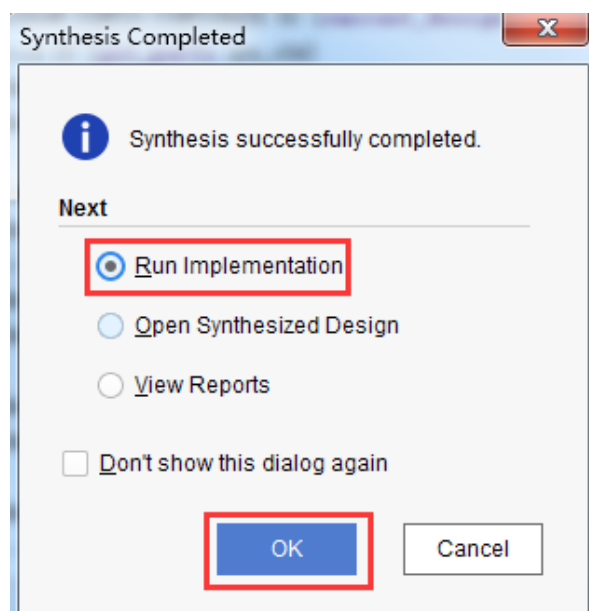 Synthesis Completed
Synthesis successfully completed.
Next
Run Implementation
Open Synthesized Design
View Reports
Don't show this dialog again
OK
Cancel